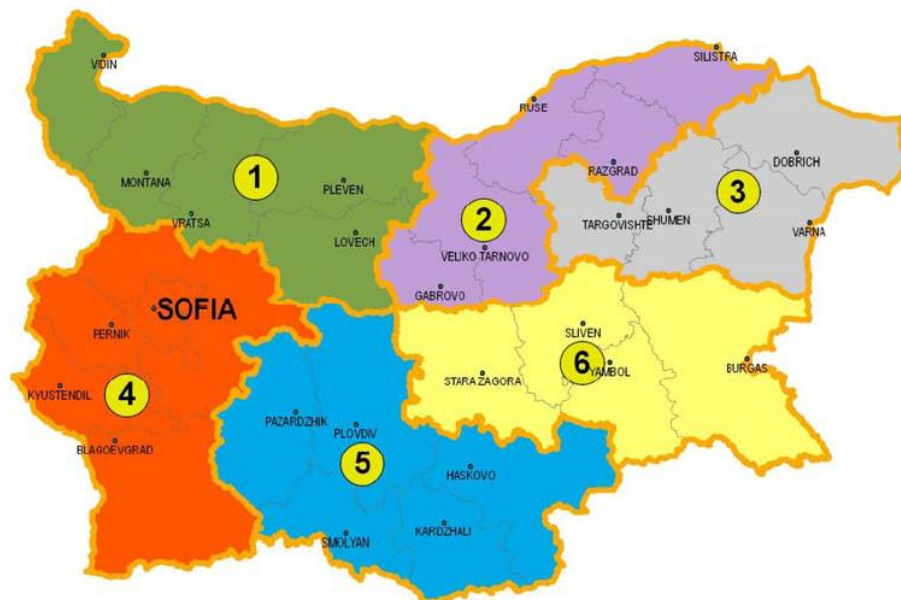 VIDIN
SILISTRA
RUSE
MONTANA
1
PLEVEN
RAZGRAD
DOBRICH
3
VRATSA
LOVECH
2
TARGOVISHTE
SHUMEN
VARNA
VELIKO TARNOVO
GABROVO
SOFIA
PERNIK
SLIVEN
6
YAMBOL
BURGAS
STARA ZAGORA
KYUSTENDIL
4
PAZARDZHIK
PLOVDIV
BLAGOEVGRAD
5
HASKOVO
KARDZHALI
SMOLYAN